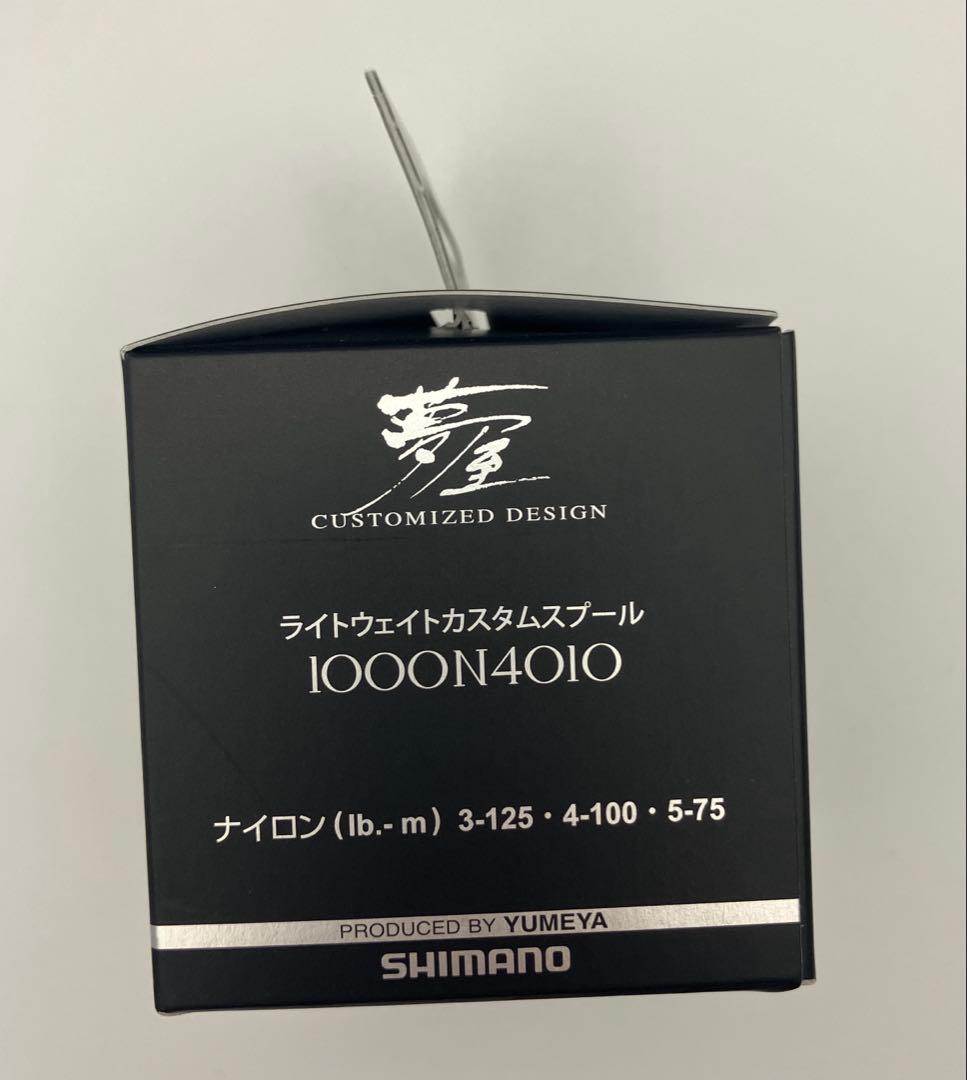 夢屋
CUSTOMIZED DESIGN
ライトウェイトカスタムスプール
1000N4010
ナイロン(lb.-m) 3-125・4-100・5-75
PRODUCED BY YUMEYA
SHIMANO